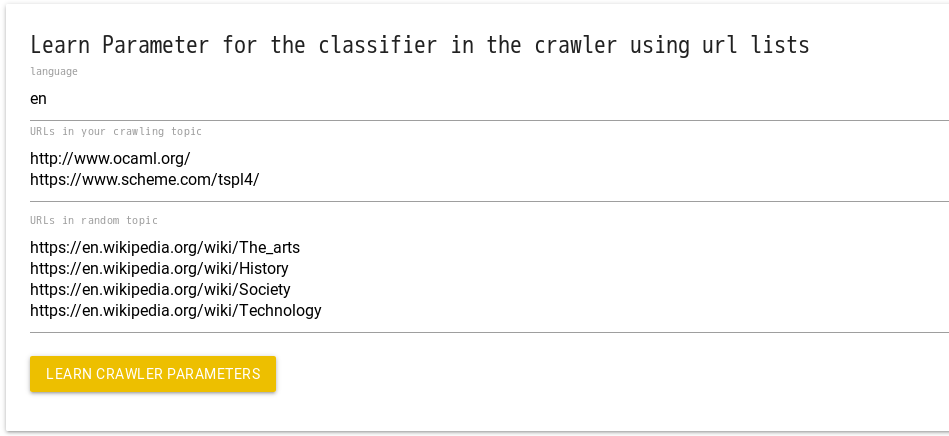 Learn Parameter for the classifier in the crawler using url lists
language
en
URLs in your crawling topic
http://www.ocaml.org/
https://www.scheme.com/tspl4/
URLs in random topic
https://en.wikipedia.org/wiki/The_arts
https://en.wikipedia.org/wiki/History
https://en.wikipedia.org/wiki/Society
https://en.wikipedia.org/wiki/Technology
LEARN CRAWLER PARAMETERS